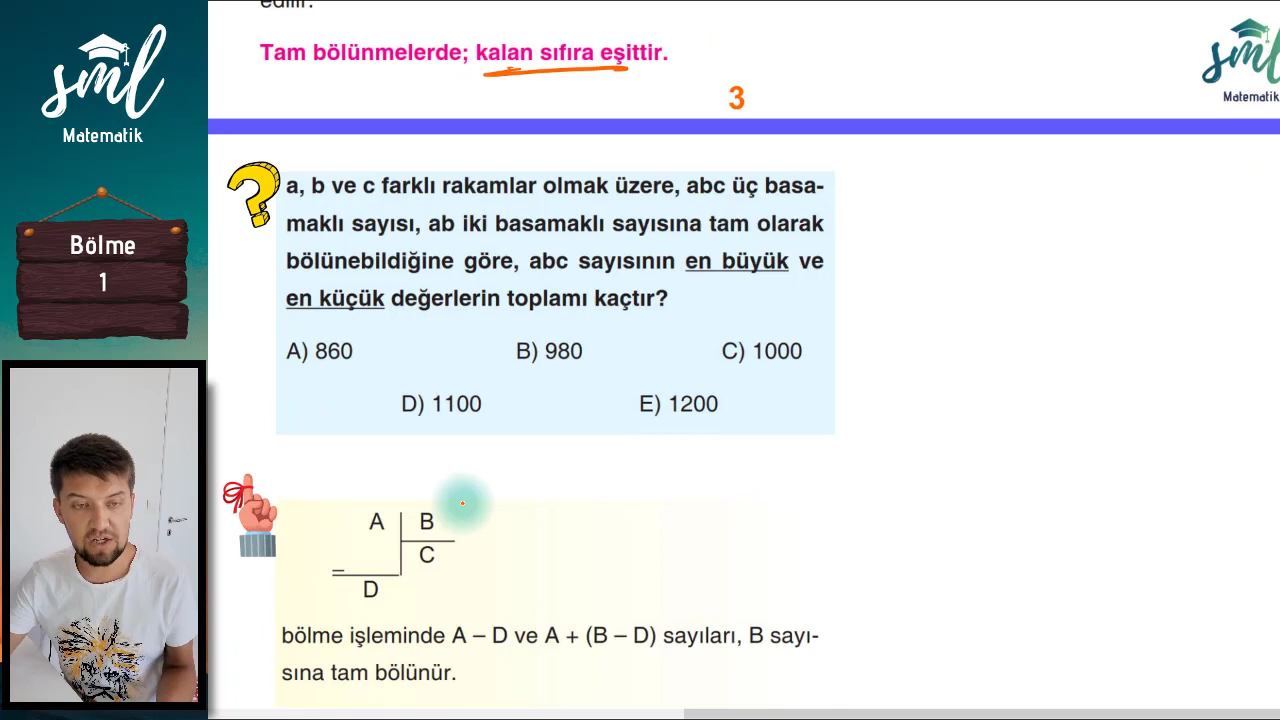 edilir.
Tam bölünmelerde; kalan sıfıra eşittir.
3
sml
Matematik
sml
Matematik
Bölme
1
a, b ve c farklı rakamlar olmak üzere, abc üç basa-
maklı sayısı, ab iki basamaklı sayısına tam olarak
bölünebildiğine göre, abc sayısının en büyük ve
en küçük değerlerin toplamı kaçtır?
A) 860 B) 980 C) 1000
D) 1100 E) 1200
A B
C
–
D
bölme işleminde A – D ve A + (B – D) sayıları, B sayı-
sına tam bölünür.